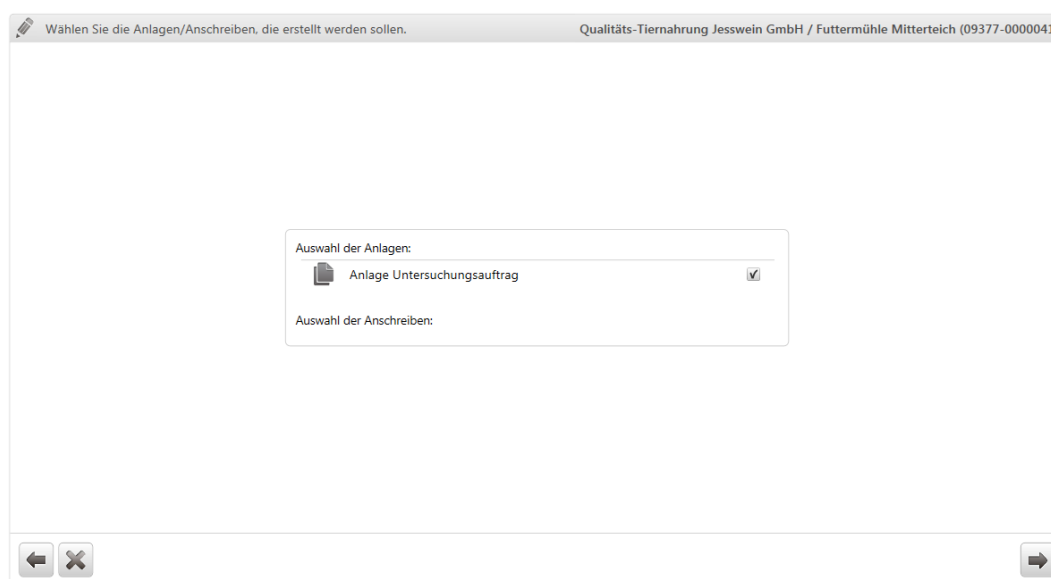 Wählen Sie die Anlagen/Anschreiben, die erstellt werden sollen.
Qualitäts-Tiernahrung Jesswein GmbH / Futtermühle Mitterteich (09377-0000041
Auswahl der Anlagen:
Anlage Untersuchungsauftrag
Auswahl der Anschreiben: